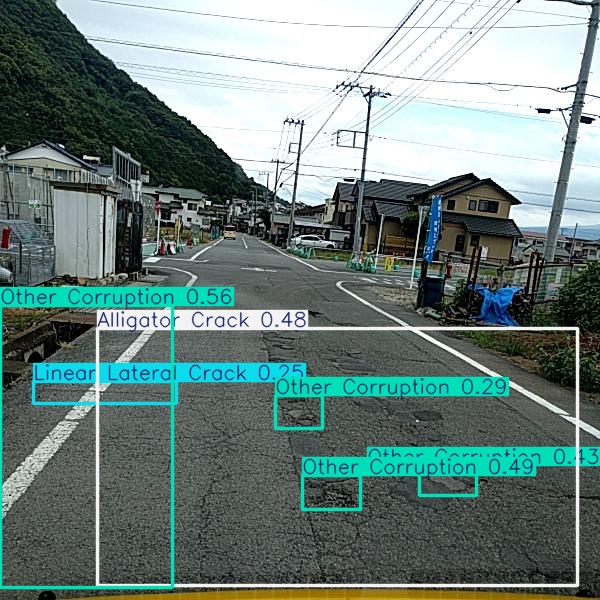 Other Corruption 0.56
Alligator Crack 0.48
Linear Lateral Crack 0.25
Other Corruption 0.29
Other Corruption 0.43
Other Corruption 0.49